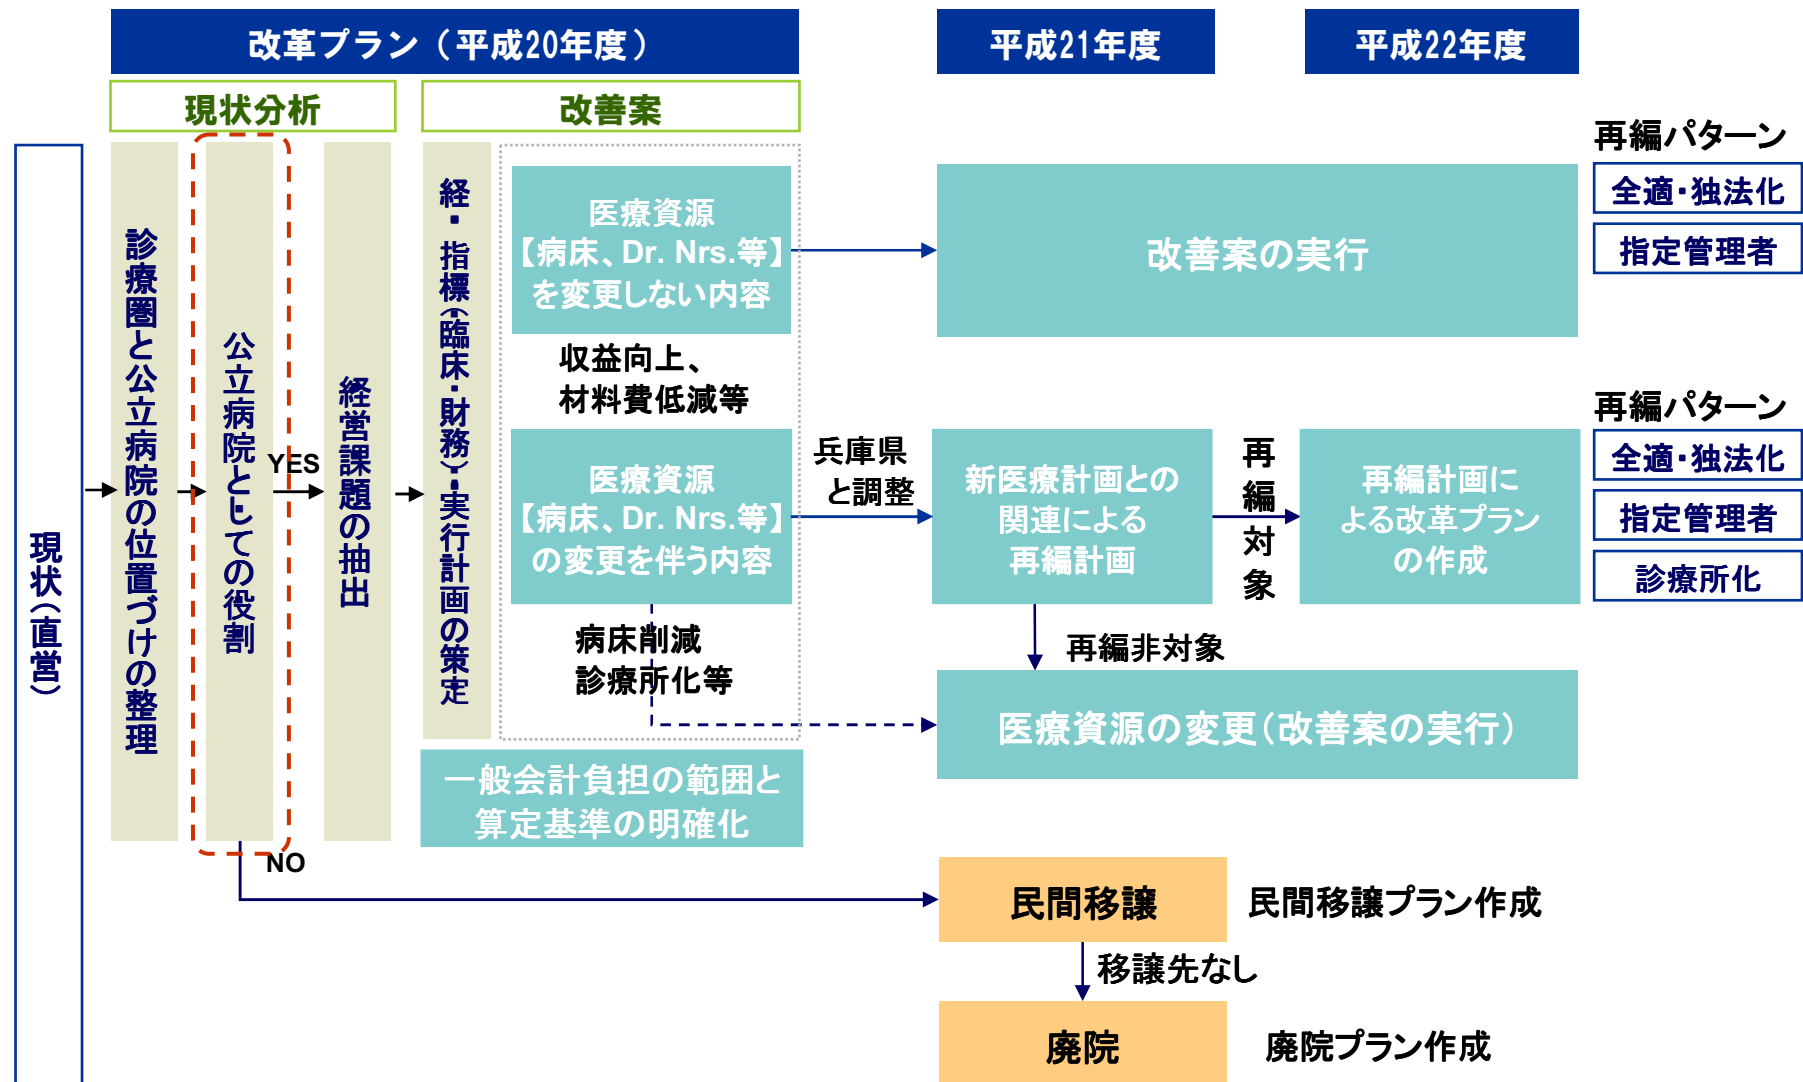 改革プラン（平成20年度）
平成21年度
平成22年度
現状分析
改善案
現状（直営）
診療圏と公立病院の位置づけの整理
公立病院としての役割
YES
NO
経営課題の抽出
経・指標（臨床・財務）・実行計画の策定
医療資源
【病床、Dr. Nrs.等】
を変更しない内容
収益向上、
材料費低減等
医療資源
【病床、Dr. Nrs.等】
の変更を伴う内容
病床削減
診療所化等
一般会計負担の範囲と
算定基準の明確化
改善案の実行
再編パターン
全適・独法化
指定管理者
兵庫県
と調整
新医療計画との
関連による
再編計画
再編対象
再編計画に
よる改革プラン
の作成
再編パターン
全適・独法化
指定管理者
診療所化
再編非対象
医療資源の変更（改善案の実行）
民間移譲
民間移譲プラン作成
移譲先なし
廃院
廃院プラン作成